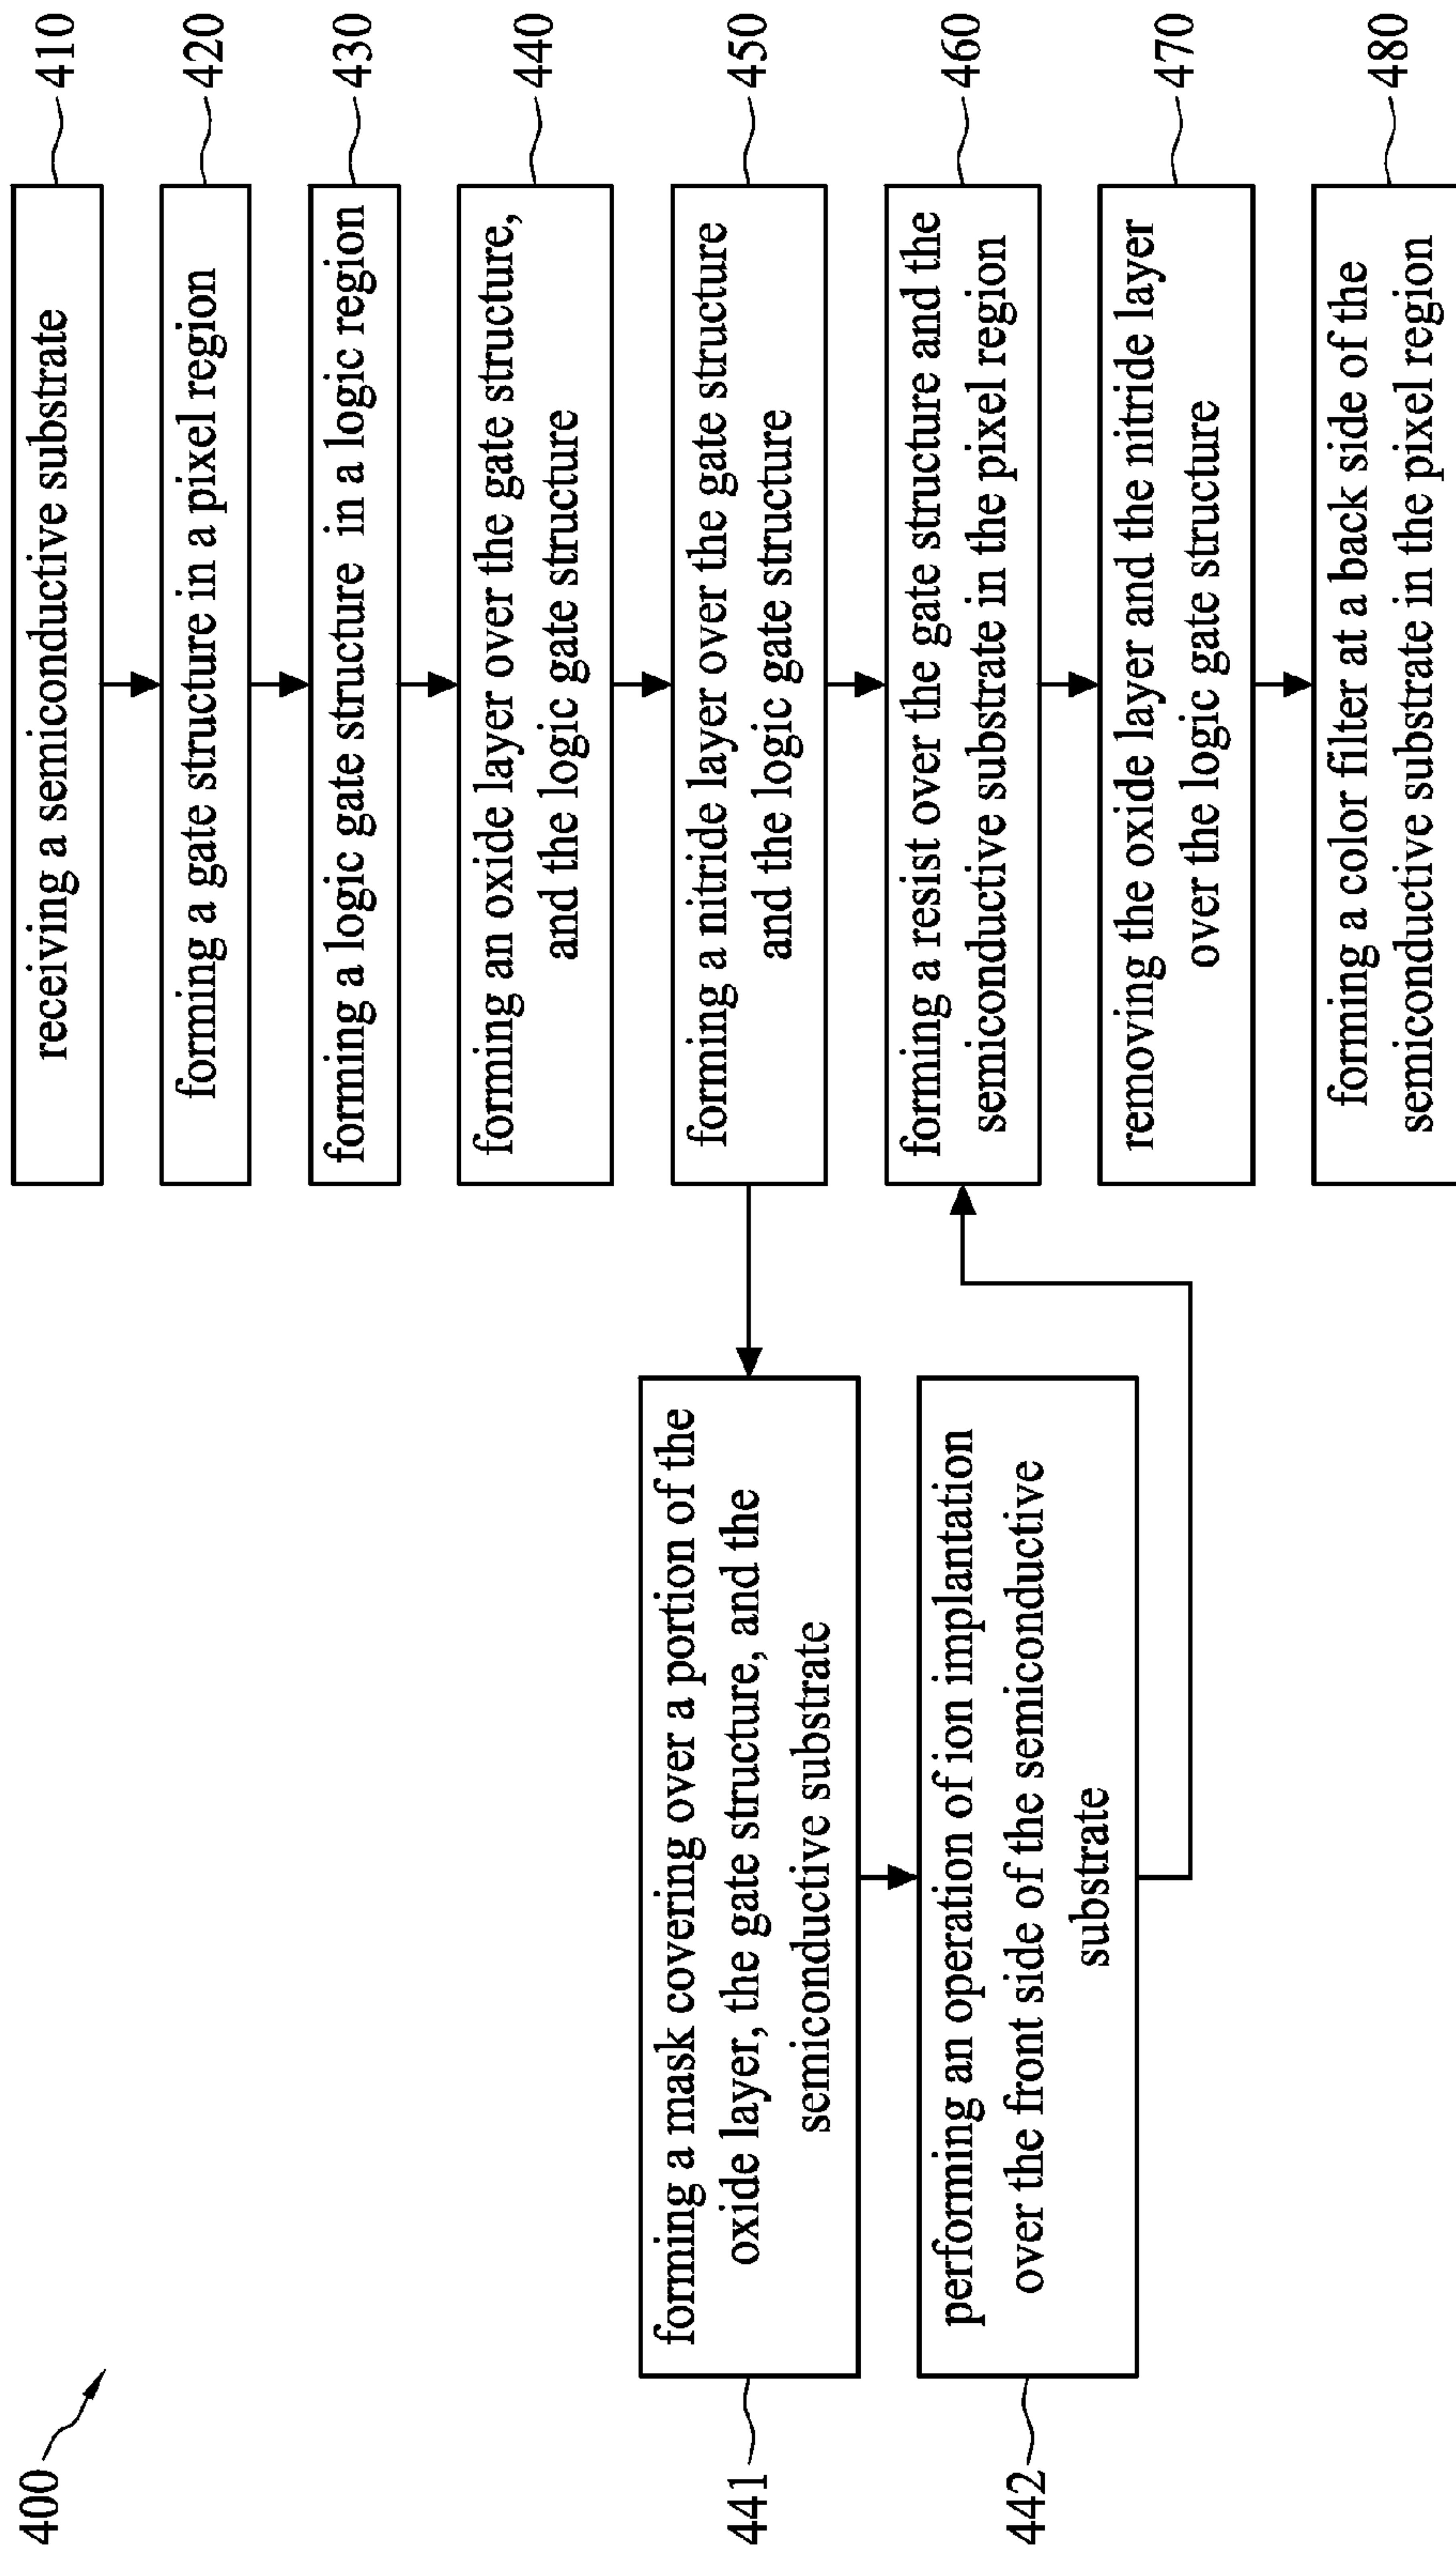 400
receiving a semiconductive substrate
410
forming a gate structure in a pixel region
420
forming a logic gate structure in a logic region
430
forming an oxide layer over the gate structure,
and the logic gate structure
440
forming a nitride layer over the gate structure
and the logic gate structure
450
441
forming a mask covering over a portion of the
oxide layer, the gate structure, and the
semiconductive substrate
442
performing an operation of ion implantation
over the front side of the semiconductive
substrate
forming a resist over the gate structure and the
semiconductive substrate in the pixel region
460
removing the oxide layer and the nitride layer
over the logic gate structure
470
forming a color filter at a back side of the
semiconductive substrate in the pixel region
480